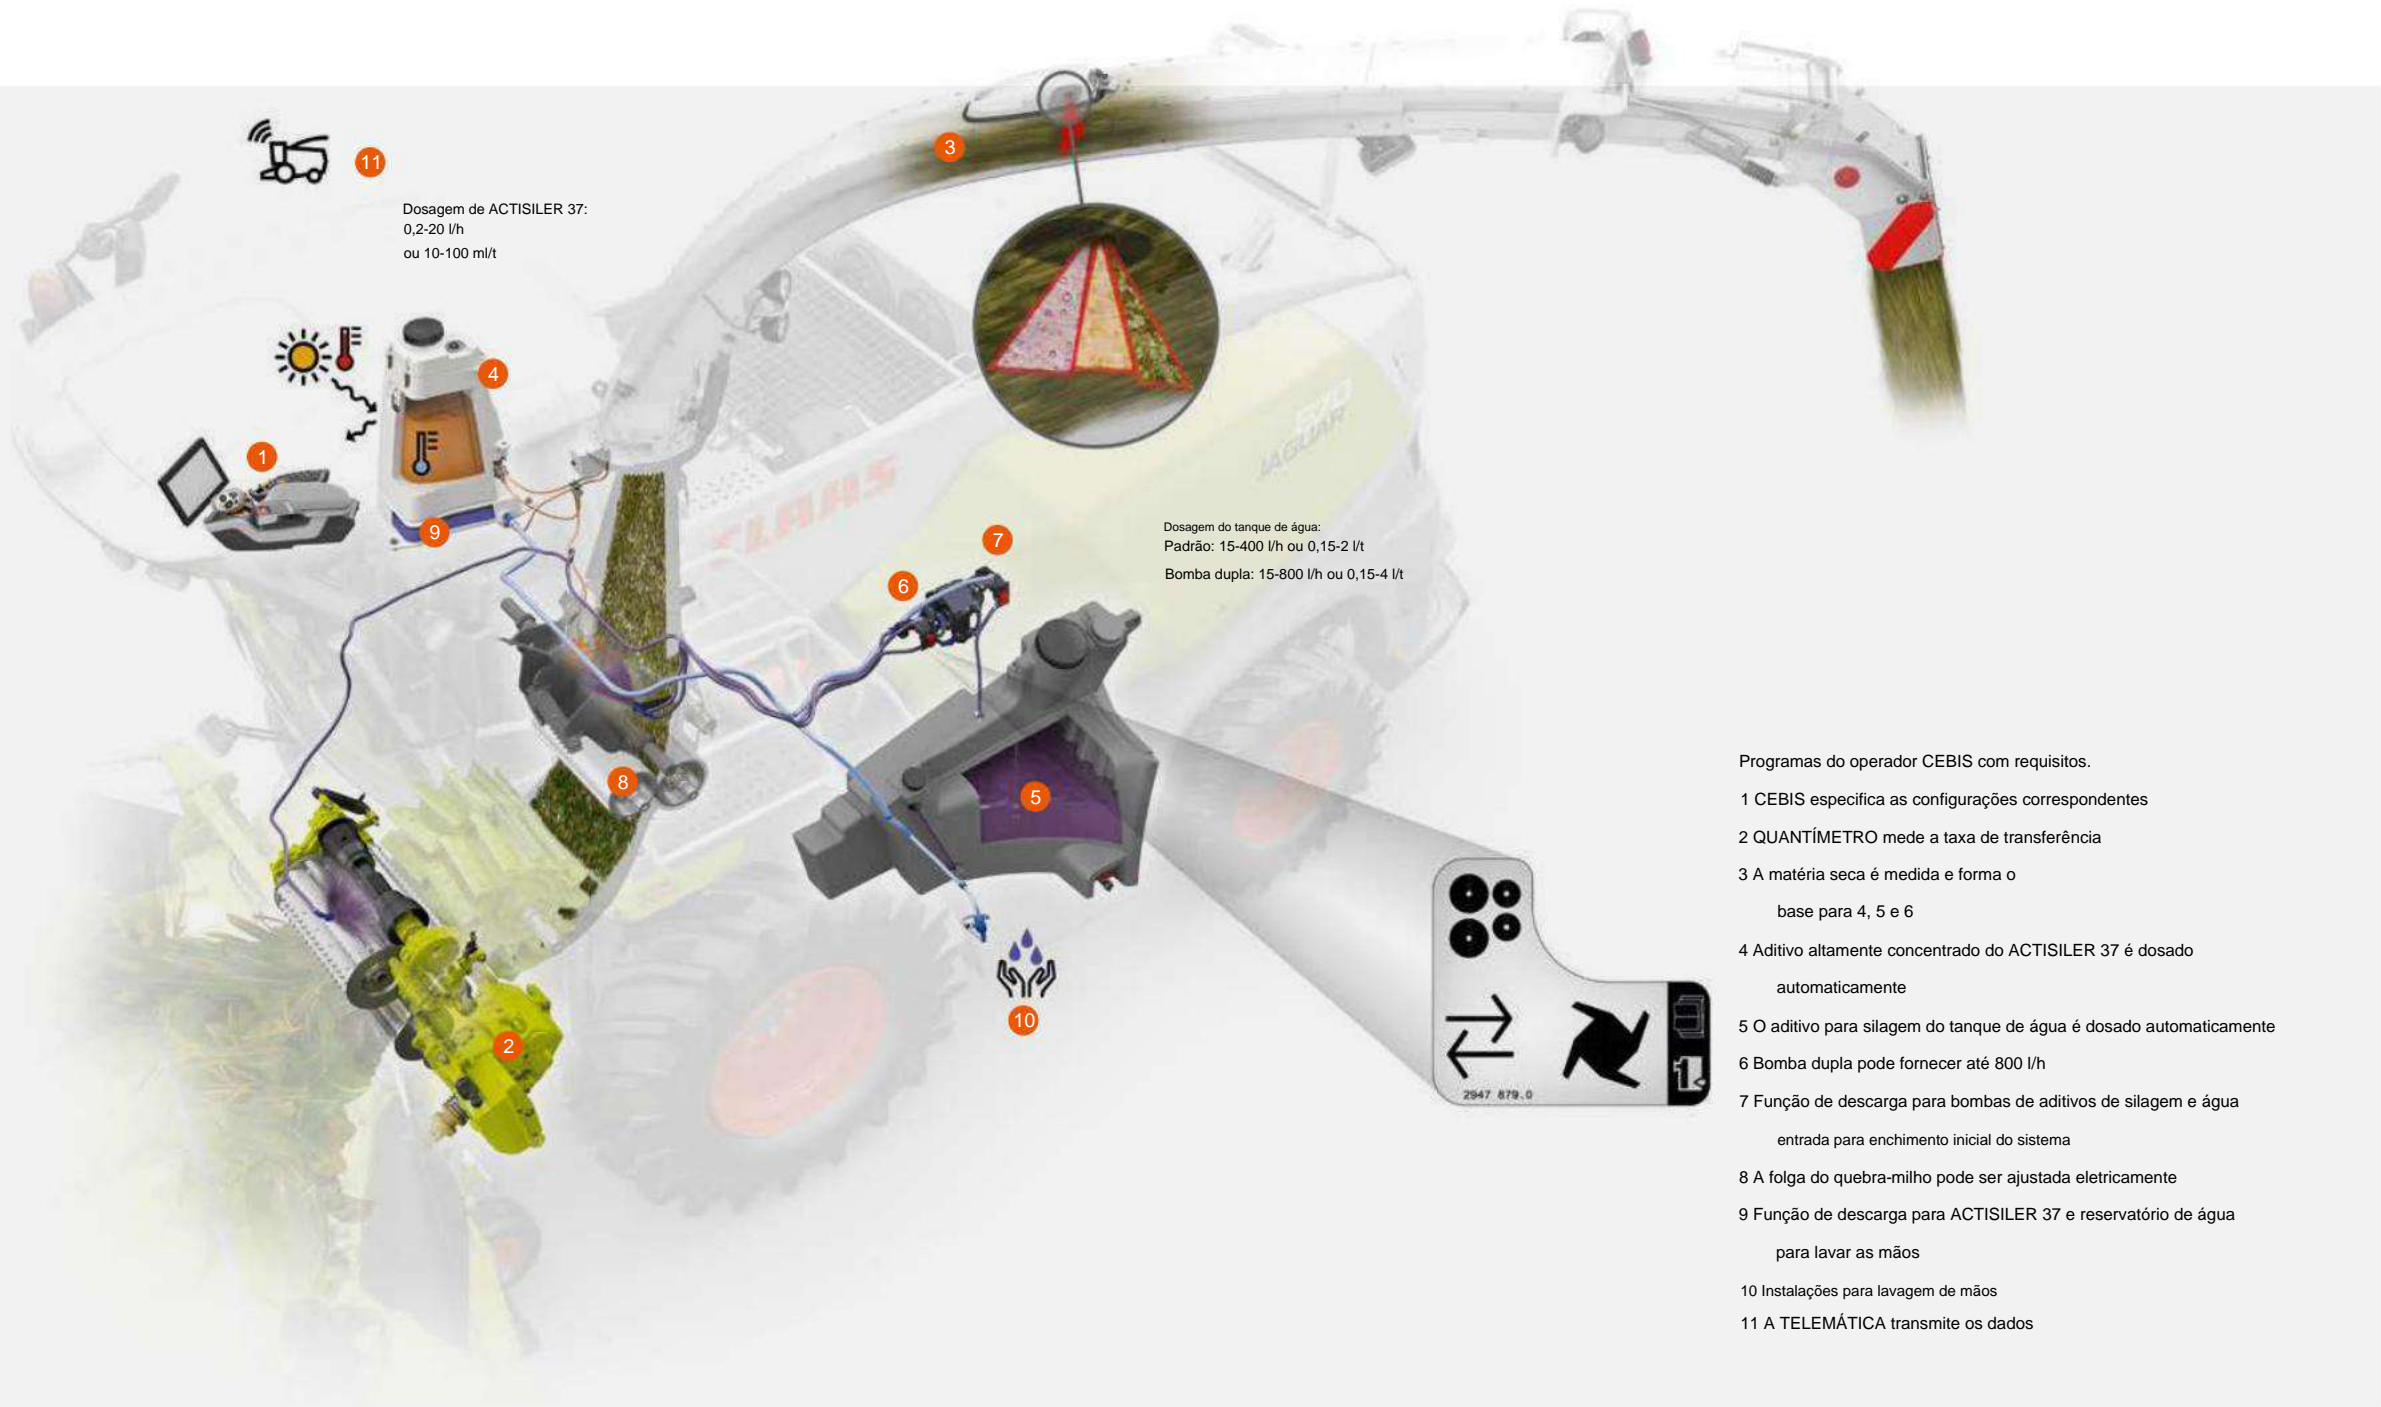 11
3
Dosagem de ACTISILER 37:
0,2-20 l/h
ou 10-100 ml/t
4
1
9
CLAAS
JAGUAR
Dosagem do tanque de água:
Padrão: 15-400 l/h ou 0,15-2 l/t
Bomba dupla: 15-800 l/h ou 0,15-4 l/t
7
6
8
5
10
2
2947 879.0
Programas do operador CEBIS com requisitos.
1 CEBIS especifica as configurações correspondentes
2 QUANTÍMETRO mede a taxa de transferência
3 A matéria seca é medida e forma o
base para 4, 5 e 6
4 Aditivo altamente concentrado do ACTISILER 37 é dosado
automaticamente
5 O aditivo para silagem do tanque de água é dosado automaticamente
6 Bomba dupla pode fornecer até 800 l/h
7 Função de descarga para bombas de aditivos de silagem e água
entrada para enchimento inicial do sistema
8 A folga do quebra-milho pode ser ajustada eletricamente
9 Função de descarga para ACTISILER 37 e reservatório de água
para lavar as mãos
10 Instalações para lavagem de mãos
11 A TELEMÁTICA transmite os dados